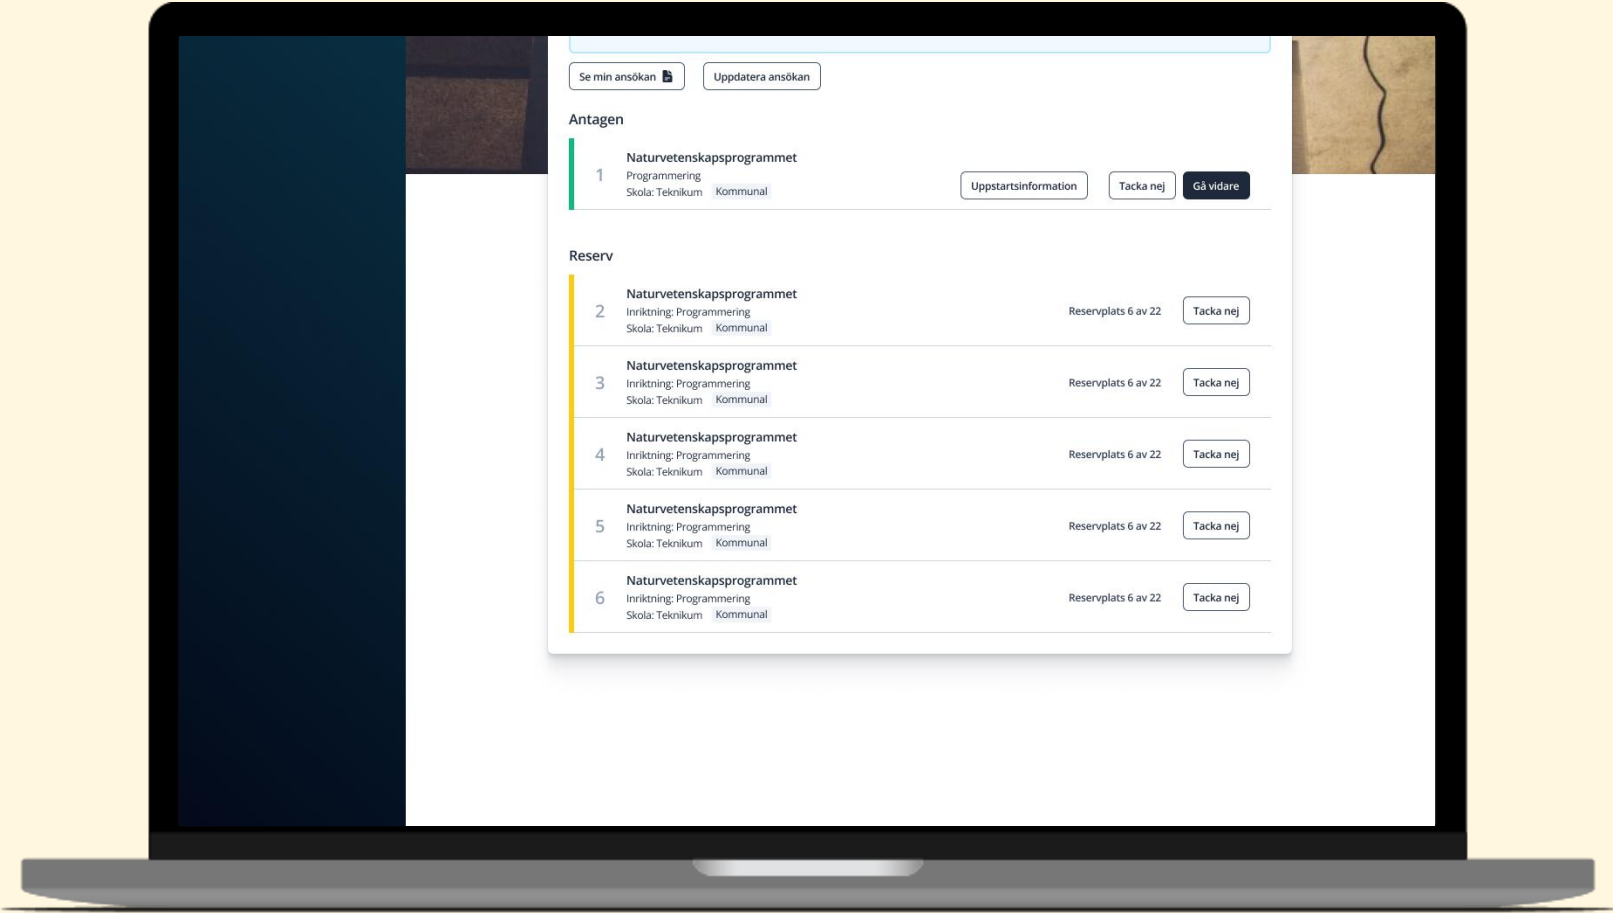 Se min ansökan
Uppdatera ansökan
Antagen
1
Naturvetenskapsprogrammet
Programmering
Skola: Teknikum Kommunal
Uppstartsinformation
Tacka nej
Gå vidare
Reserv
2
Naturvetenskapsprogrammet
Inriktning: Programmering
Skola: Teknikum Kommunal
Reservplats 6 av 22
Tacka nej
3
Naturvetenskapsprogrammet
Inriktning: Programmering
Skola: Teknikum Kommunal
Reservplats 6 av 22
Tacka nej
4
Naturvetenskapsprogrammet
Inriktning: Programmering
Skola: Teknikum Kommunal
Reservplats 6 av 22
Tacka nej
5
Naturvetenskapsprogrammet
Inriktning: Programmering
Skola: Teknikum Kommunal
Reservplats 6 av 22
Tacka nej
6
Naturvetenskapsprogrammet
Inriktning: Programmering
Skola: Teknikum Kommunal
Reservplats 6 av 22
Tacka nej